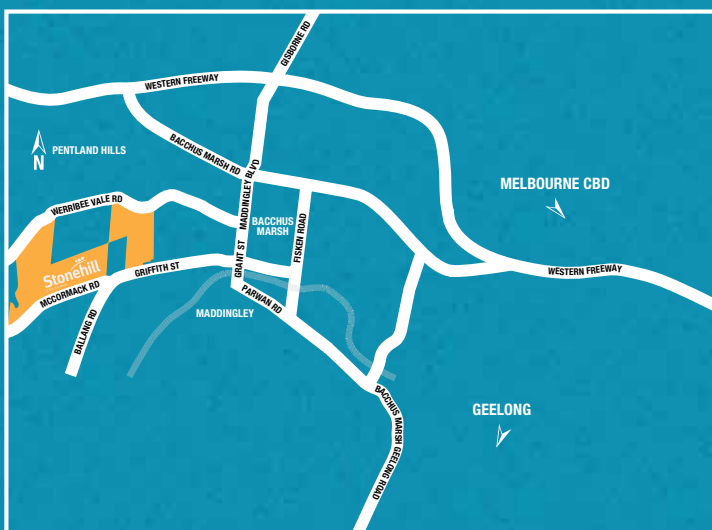 GISBORNE RD
WESTERN FREEWAY
BACCHUS MARSH RD
N
PENTLAND HILLS
MADDINGLEY BLVD
MELBOURNE CBD
WERRIBEE VALE RD
BACCHUS
MARSH
FISKEN ROAD
GRANT ST
Stonehill
GRIFFITH ST
WESTERN FREEWAY
MCCORMACK RD
PARWAN RD
MADDINGLEY
BALLANG RD
BACCHUS MARSH GEELONG ROAD
GEELONG